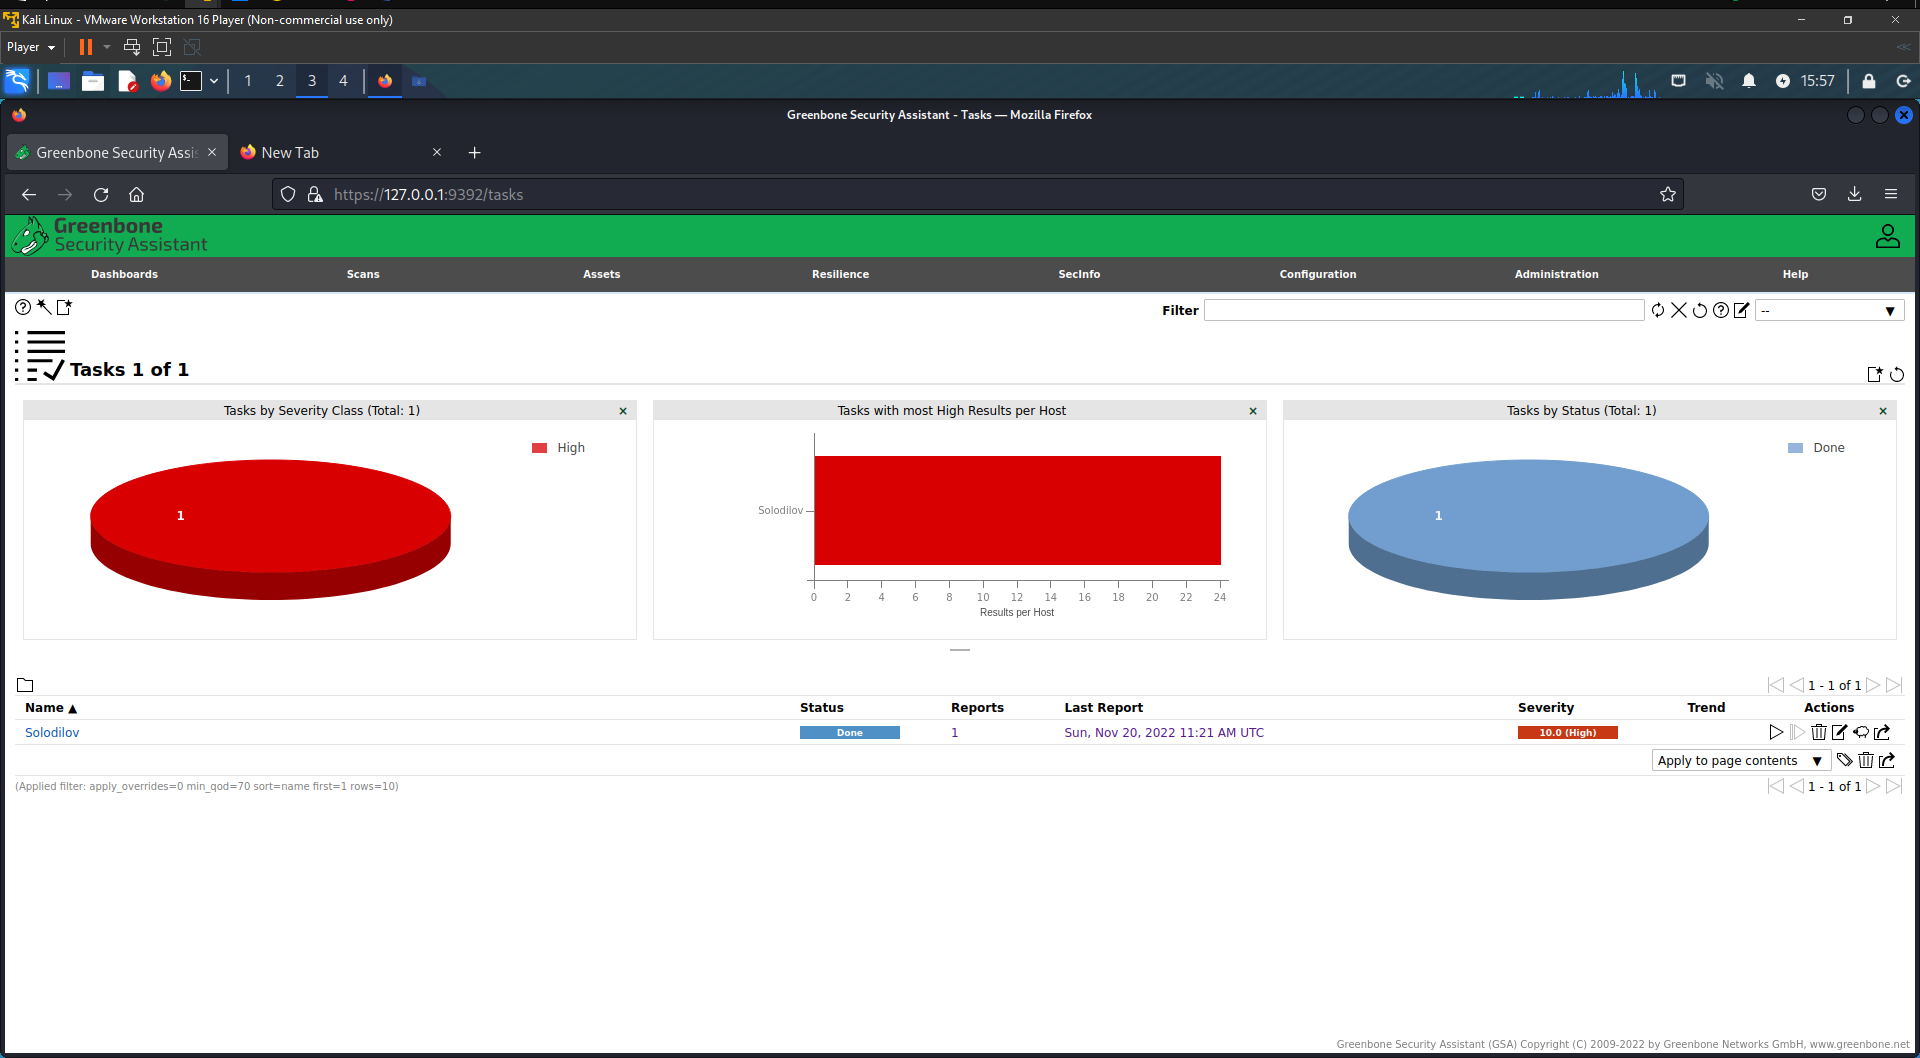 Kali Linux - VMware Workstation 16 Player (Non-commercial use only)
Player
1 2 3 4
15:57
Greenbone Security Assistant - Tasks — Mozilla Firefox
Greenbone Security Assis
New Tab
https://127.0.0.1:9392/tasks
Greenbone
Security Assistant
Dashboards Scans Assets Resilience SecInfo Configuration Administration Help
Filter --
Tasks 1 of 1
Tasks by Severity Class (Total: 1)
High
1
Tasks with most High Results per Host
Solodilov
0 2 4 6 8 10 12 14 16 18 20 22 24
Results per Host
Tasks by Status (Total: 1)
Done
1
1 - 1 of 1
Name ▲ Status Reports Last Report Severity Trend Actions
Solodilov Done 1 Sun, Nov 20, 2022 11:21 AM UTC 10.0 (High)
Apply to page contents ▼
(Applied filter: apply_overrides=0 min_qod=70 sort=name first=1 rows=10)
1 - 1 of 1
Greenbone Security Assistant (GSA) Copyright (C) 2009-2022 by Greenbone Networks GmbH, www.greenbone.net